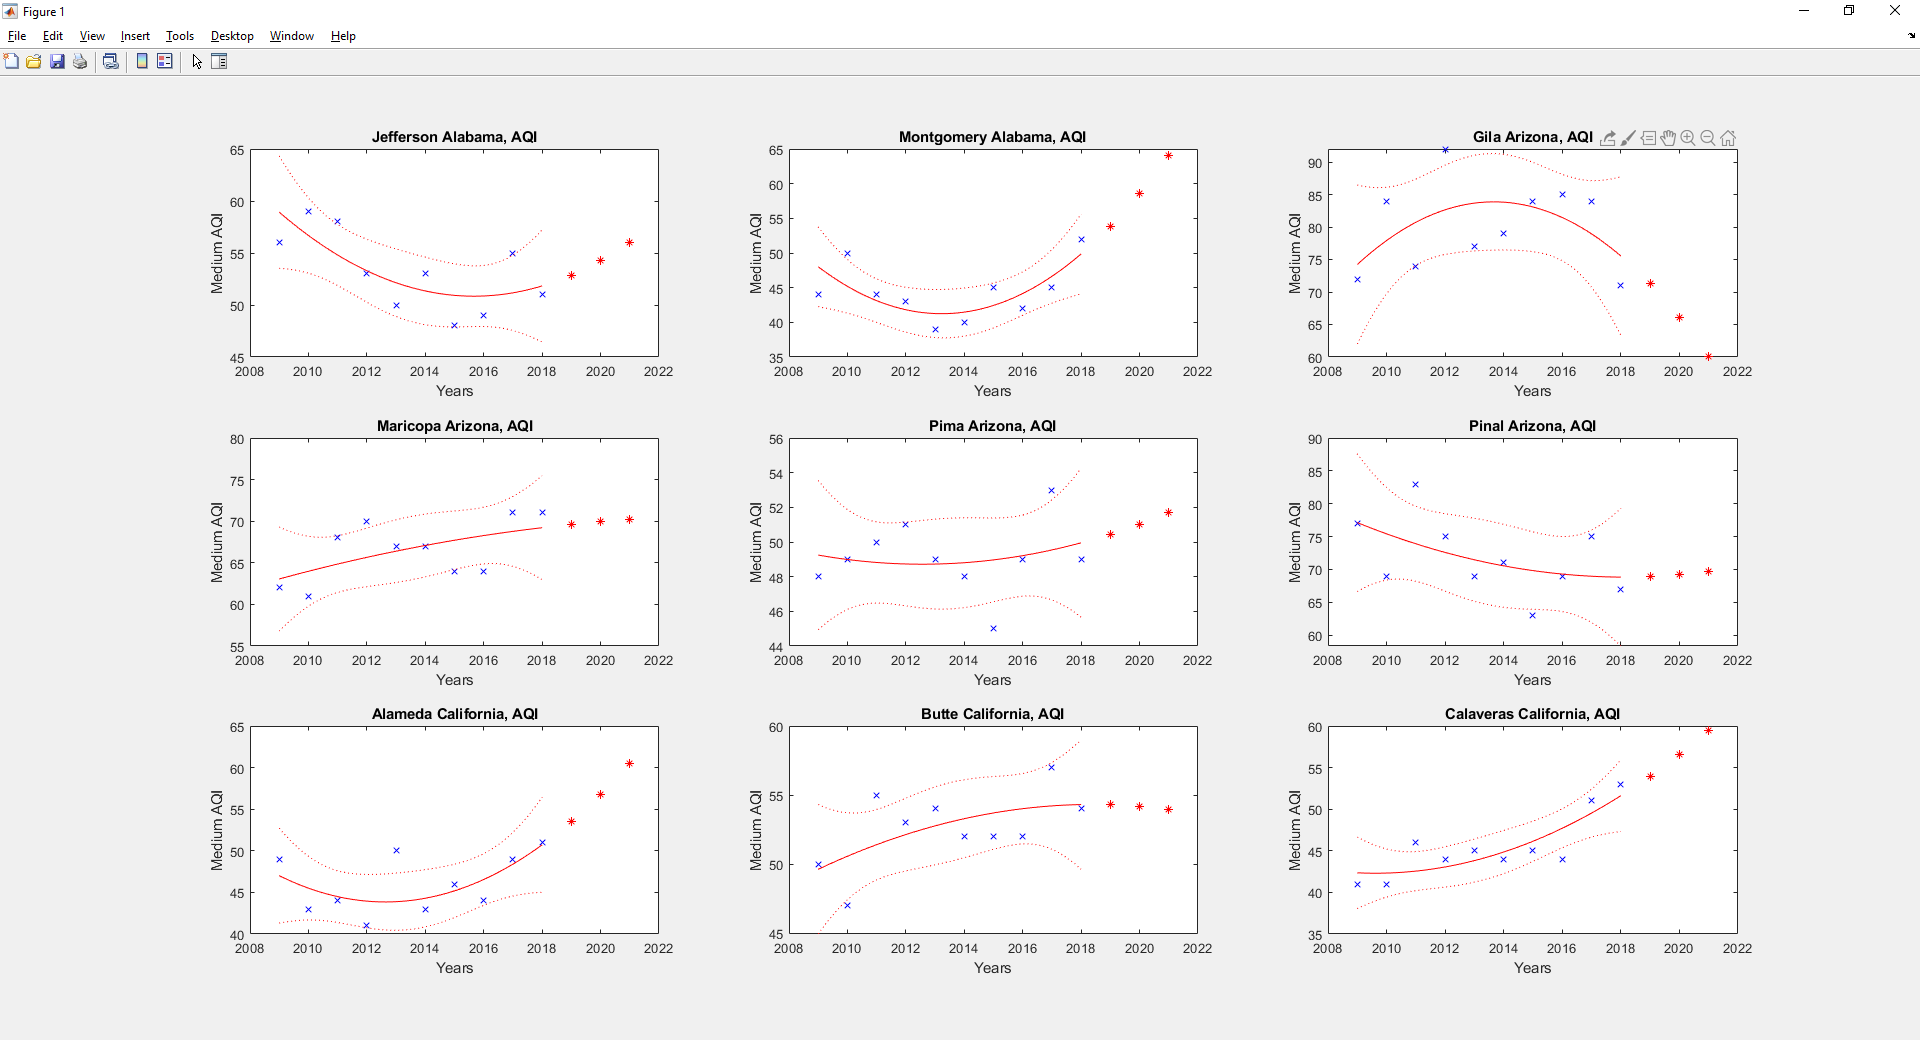 Figure 1
File Edit View Insert Tools Desktop Window Help
Jefferson Alabama, AQI
65
60
55
50
45
Medium AQI
2008 2010 2012 2014 2016 2018 2020 2022
Years
Montgomery Alabama, AQI
65
60
55
50
45
40
35
Medium AQI
2008 2010 2012 2014 2016 2018 2020 2022
Years
Gila Arizona, AQI
90
85
80
75
70
65
60
Medium AQI
2008 2010 2012 2014 2016 2018 2020 2022
Years
Maricopa Arizona, AQI
80
75
70
65
60
55
Medium AQI
2008 2010 2012 2014 2016 2018 2020 2022
Years
Pima Arizona, AQI
56
54
52
50
48
46
44
Medium AQI
2008 2010 2012 2014 2016 2018 2020 2022
Years
Pinal Arizona, AQI
90
85
80
75
70
65
60
Medium AQI
2008 2010 2012 2014 2016 2018 2020 2022
Years
Alameda California, AQI
65
60
55
50
45
40
Medium AQI
2008 2010 2012 2014 2016 2018 2020 2022
Years
Butte California, AQI
60
55
50
45
Medium AQI
2008 2010 2012 2014 2016 2018 2020 2022
Years
Calaveras California, AQI
60
55
50
45
40
35
Medium AQI
2008 2010 2012 2014 2016 2018 2020 2022
Years